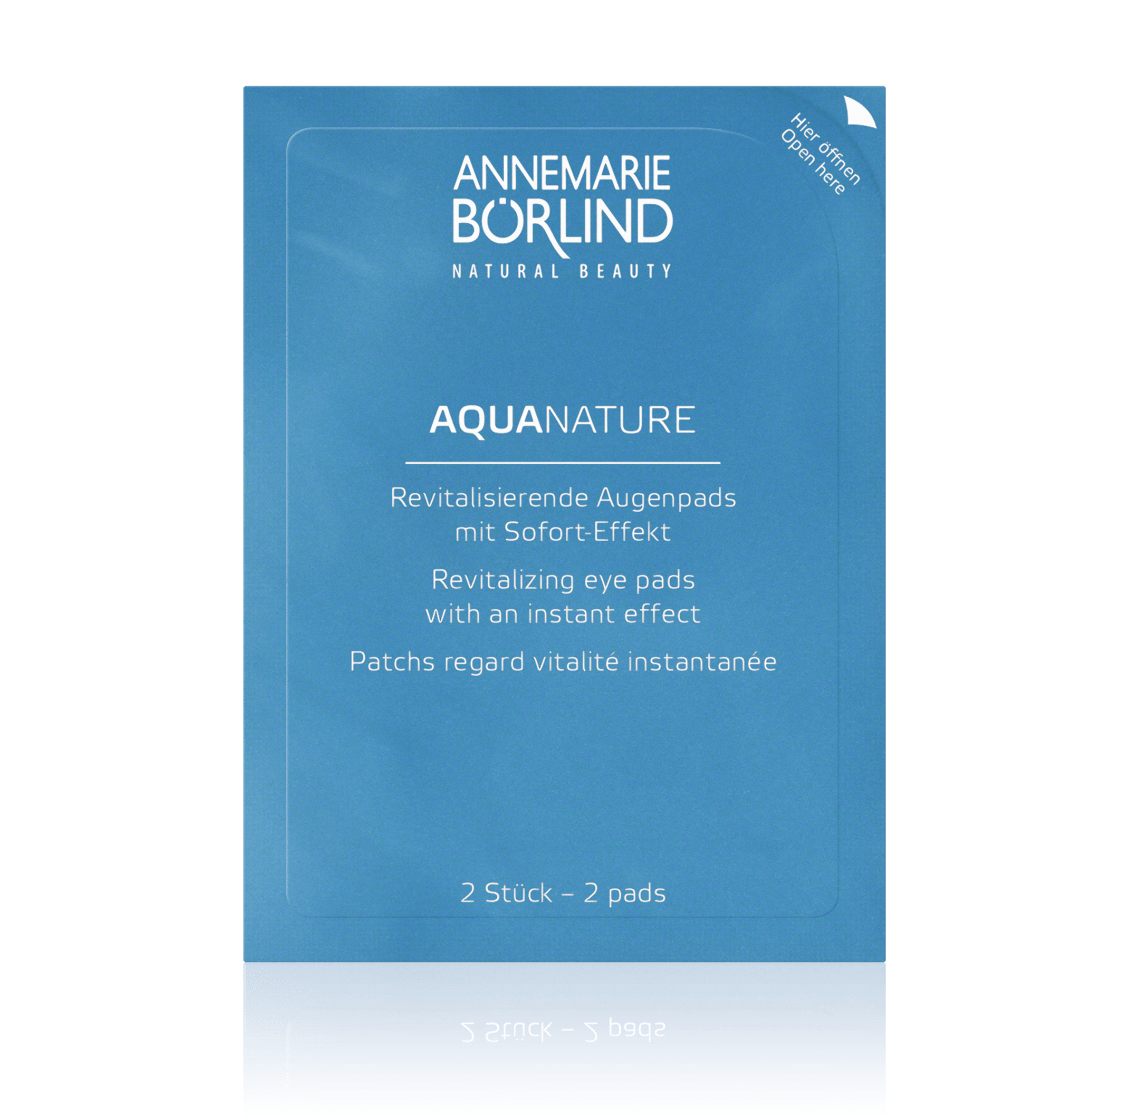 Hier öffnen
Open here
ANNEMARIE
BÖRLIND
NATURAL BEAUTY
AQUANATURE
Revitalisierende Augenpads
mit Sofort-Effekt
Revitalizing eye pads
with an instant effect
Patchs regard vitalité instantanée
2 Stück – 2 pads